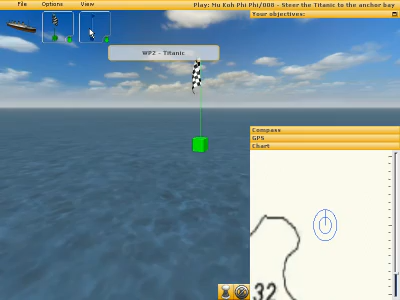 File Options View Play: Mu Koh Phi Phi/008 - Steer the Titanic to the anchor bay
Your objectives:
WP2 - Titanic
Compass
GPS
Chart
32